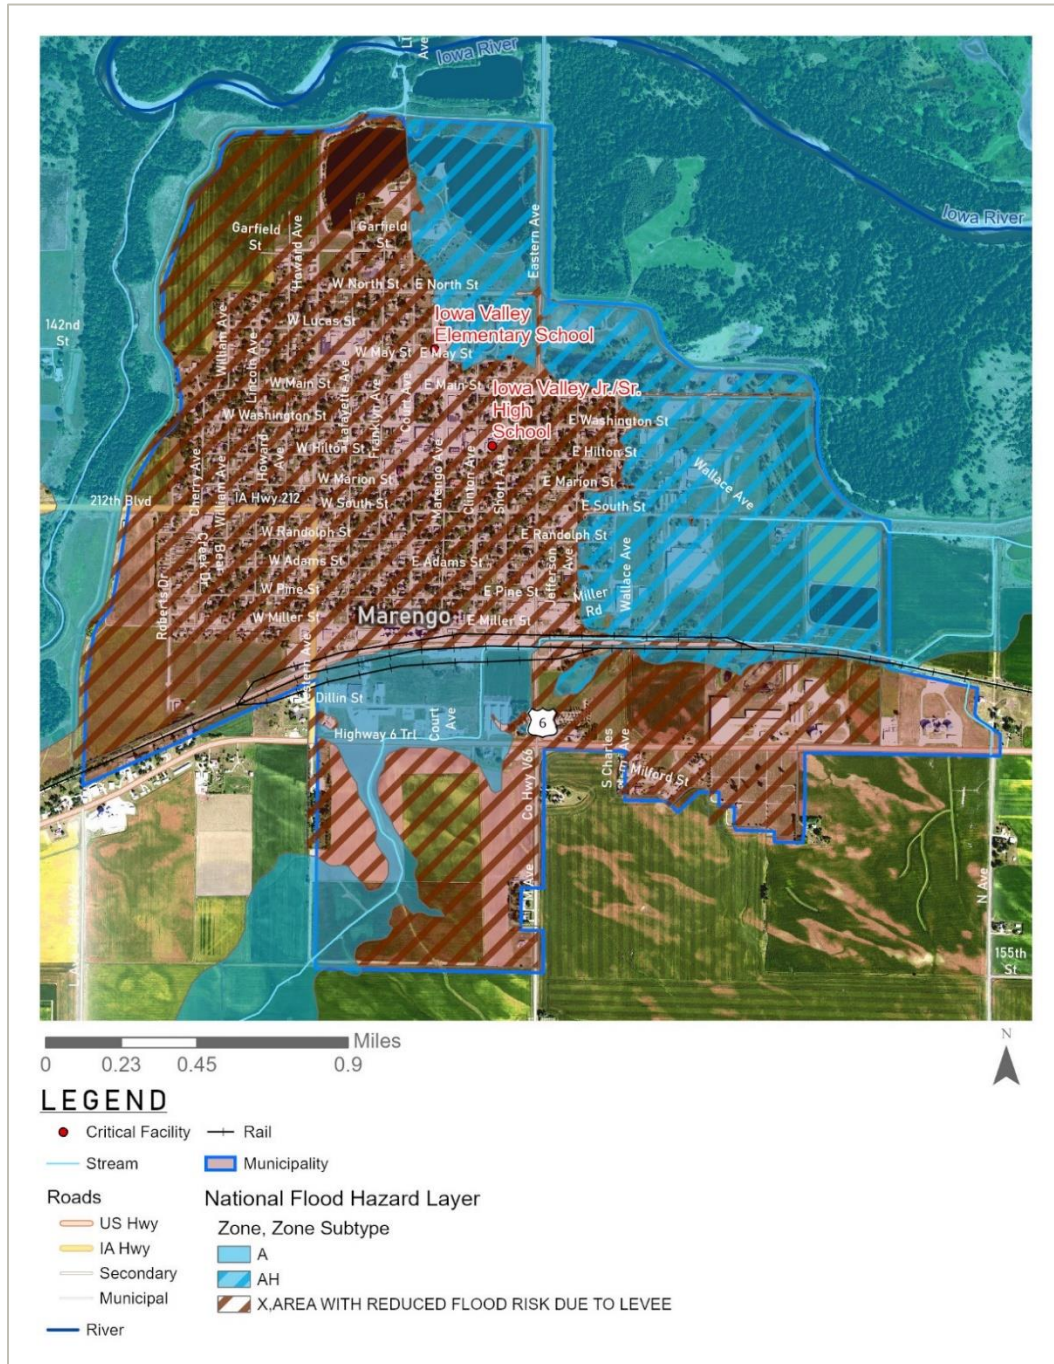 Iowa River
Iowa River
Garfield
St
Howard Ave
Garfield
St
Eastern Ave
W North St
E North St
Iowa Valley
Elementary School
142nd
St
William Ave
W Lucas St
Lincoln Ave
W May St
E May St
Lafayette Ave
Franklyn Ave
Court Ave
W Main St
E Main St
Iowa Valley Jr./Sr.
High
School
W Washington St
E Washington St
Howard
Ave
W Hilton St
E Hilton St
Marengo Ave
Clinton Ave
Short Ave
Wallace Ave
Cherry Ave
William Ave
W Marion St
E Marion St
212th Blvd
IA Hwy 212
W South St
E South St
W Randolph St
E Randolph St
Bear
Creek Dr
W Adams St
E Adams St
Jefferson
Ave
Wallace Ave
Roberts Dr
W Pine St
E Pine St
Miller
Rd
W Miller St
Marengo
E Miller St
Western Ave
Dillin St
Court
Ave
6
Highway 6 Trl
Co Hwy V66
S Charles
Milford St
M Ave
N Ave
155th
St
N
Miles
0
0.23
0.45
0.9
LEGEND
Critical Facility
Rail
Stream
Municipality
Roads
US Hwy
IA Hwy
Secondary
Municipal
River
National Flood Hazard Layer
Zone, Zone Subtype
A
AH
X,AREA WITH REDUCED FLOOD RISK DUE TO LEVEE